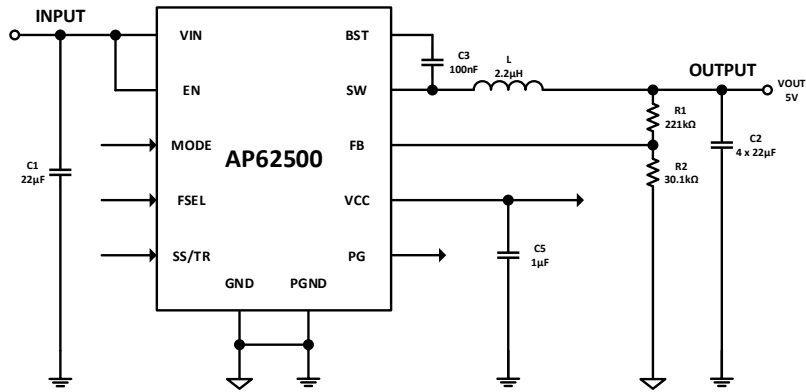 INPUT
VIN
BST
C3
100nF
L
2.2μH
OUTPUT
VOUT
5V
EN
SW
R1
221kΩ
MODE
AP62500
FB
C1
22μF
C2
4 x 22μF
R2
30.1kΩ
FSEL
VCC
SS/TR
PG
C5
1μF
GND
PGND